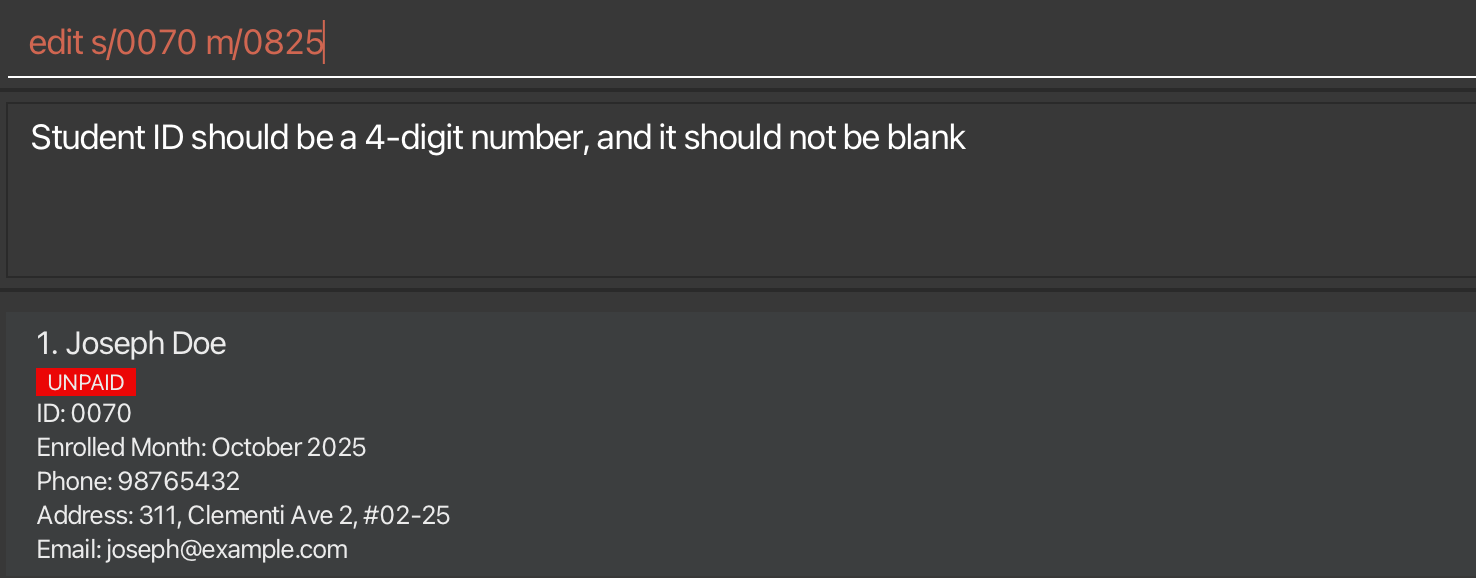 edit s/0070 m/0825
Student ID should be a 4-digit number, and it should not be blank
1. Joseph Doe
UNPAID
ID: 0070
Enrolled Month: October 2025
Phone: 98765432
Address: 311, Clementi Ave 2, #02-25
Email: joseph@example.com